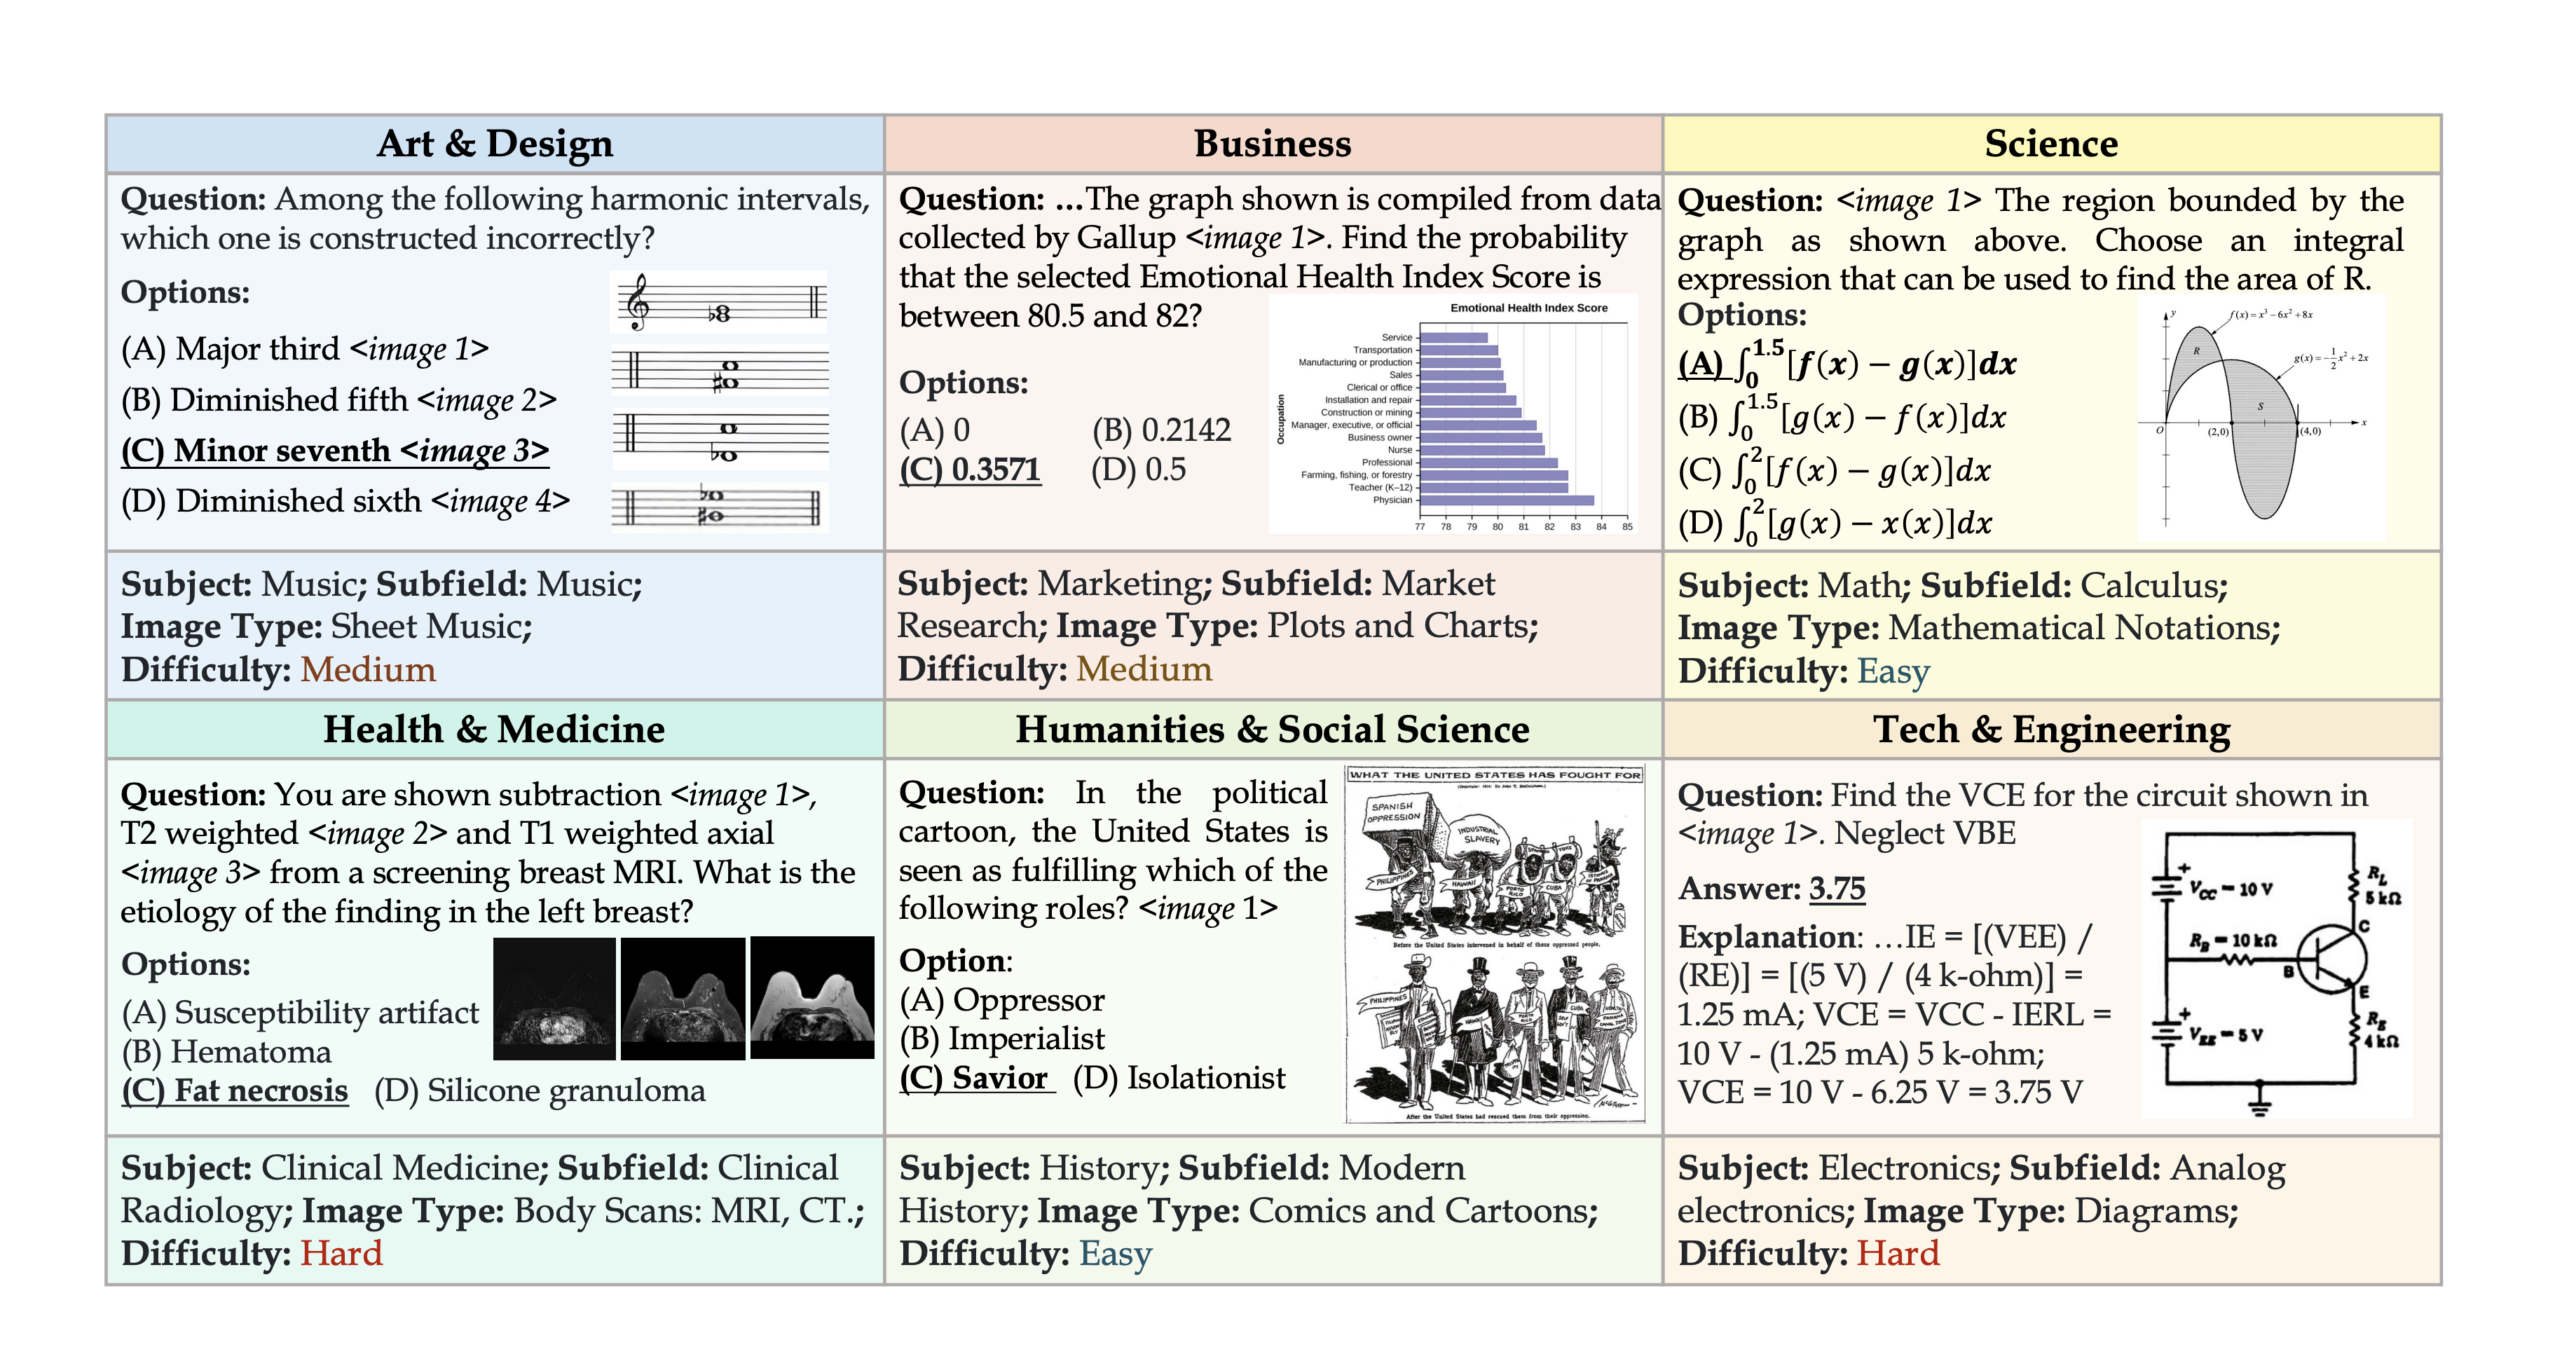 Art & Design
Question: Among the following harmonic intervals,
which one is constructed incorrectly?
Options:
(A) Major third <image 1>
(B) Diminished fifth <image 2>
(C) Minor seventh <image 3>
(D) Diminished sixth <image 4>
Subject: Music; Subfield: Music;
Image Type: Sheet Music;
Difficulty: Medium
Business
Question: ...The graph shown is compiled from data
collected by Gallup <image 1>. Find the probability
that the selected Emotional Health Index Score is
between 80.5 and 82?
Options:
(A) 0 (B) 0.2142
(C) 0.3571 (D) 0.5
Emotional Health Index Score
Occupation
Service
Transportation
Manufacturing or production
Sales
Clerical or office
Installation and repair
Construction or mining
Manager, executive, or official
Business owner
Nurse
Professional
Farming, fishing, or forestry
Teacher (K–12)
Physician
77 78 79 80 81 82 83 84 85
Subject: Marketing; Subfield: Market
Research; Image Type: Plots and Charts;
Difficulty: Medium
Science
Question: <image 1> The region bounded by the
graph as shown above. Choose an integral
expression that can be used to find the area of R.
Options:
(A) ∫₀^1.5 [f(x) − g(x)]dx
(B) ∫₀^1.5 [g(x) − f(x)]dx
(C) ∫₀² [f(x) − g(x)]dx
(D) ∫₀² [g(x) − x(x)]dx
y
f(x) = x³ − 6x² + 8x
R
g(x) = −1/2 x² + 2x
S
O
(2,0)
(4,0)
x
Subject: Math; Subfield: Calculus;
Image Type: Mathematical Notations;
Difficulty: Easy
Health & Medicine
Question: You are shown subtraction <image 1>,
T2 weighted <image 2> and T1 weighted axial
<image 3> from a screening breast MRI. What is the
etiology of the finding in the left breast?
Options:
(A) Susceptibility artifact
(B) Hematoma
(C) Fat necrosis (D) Silicone granuloma
Subject: Clinical Medicine; Subfield: Clinical
Radiology; Image Type: Body Scans: MRI, CT.;
Difficulty: Hard
Humanities & Social Science
Question: In the political
cartoon, the United States is
seen as fulfilling which of the
following roles? <image 1>
Option:
(A) Oppressor
(B) Imperialist
(C) Savior (D) Isolationist
WHAT THE UNITED STATES HAS FOUGHT FOR
SPANISH
OPPRESSION
INDUSTRIAL
SLAVERY
PHILIPPINES
HAWAII
PORTO
RICO
CUBA
Before the United States intervened in behalf of these oppressed people.
PHILIPPINES
HAWAII
PORTO
RICO
CUBA
After the United States had rescued them from their oppression.
Subject: History; Subfield: Modern
History; Image Type: Comics and Cartoons;
Difficulty: Easy
Tech & Engineering
Question: Find the VCE for the circuit shown in
<image 1>. Neglect VBE
Answer: 3.75
Explanation: ...IE = [(VEE) /
(RE)] = [(5 V) / (4 k-ohm)] =
1.25 mA; VCE = VCC - IERL =
10 V - (1.25 mA) 5 k-ohm;
VCE = 10 V - 6.25 V = 3.75 V
+
V_CC = 10 V
R_L
5 kΩ
C
R_B = 10 kΩ
B
E
+
V_EE = 5 V
R_E
4 kΩ
Subject: Electronics; Subfield: Analog
electronics; Image Type: Diagrams;
Difficulty: Hard